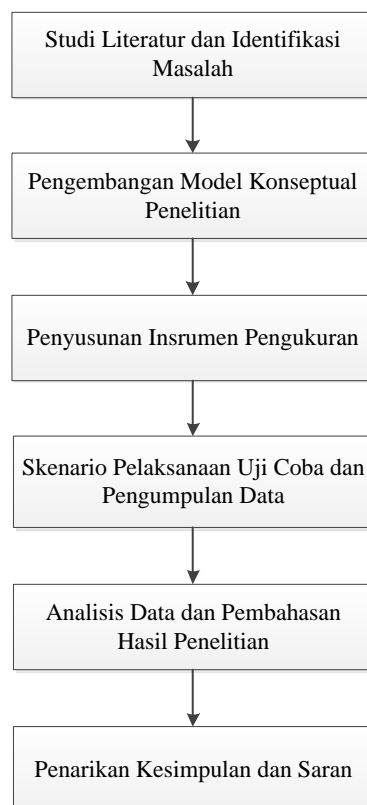 Studi Literatur dan Identifikasi
Masalah
Pengembangan Model Konseptual
Penelitian
Penyusunan Insrumen Pengukuran
Skenario Pelaksanaan Uji Coba dan
Pengumpulan Data
Analisis Data dan Pembahasan
Hasil Penelitian
Penarikan Kesimpulan dan Saran